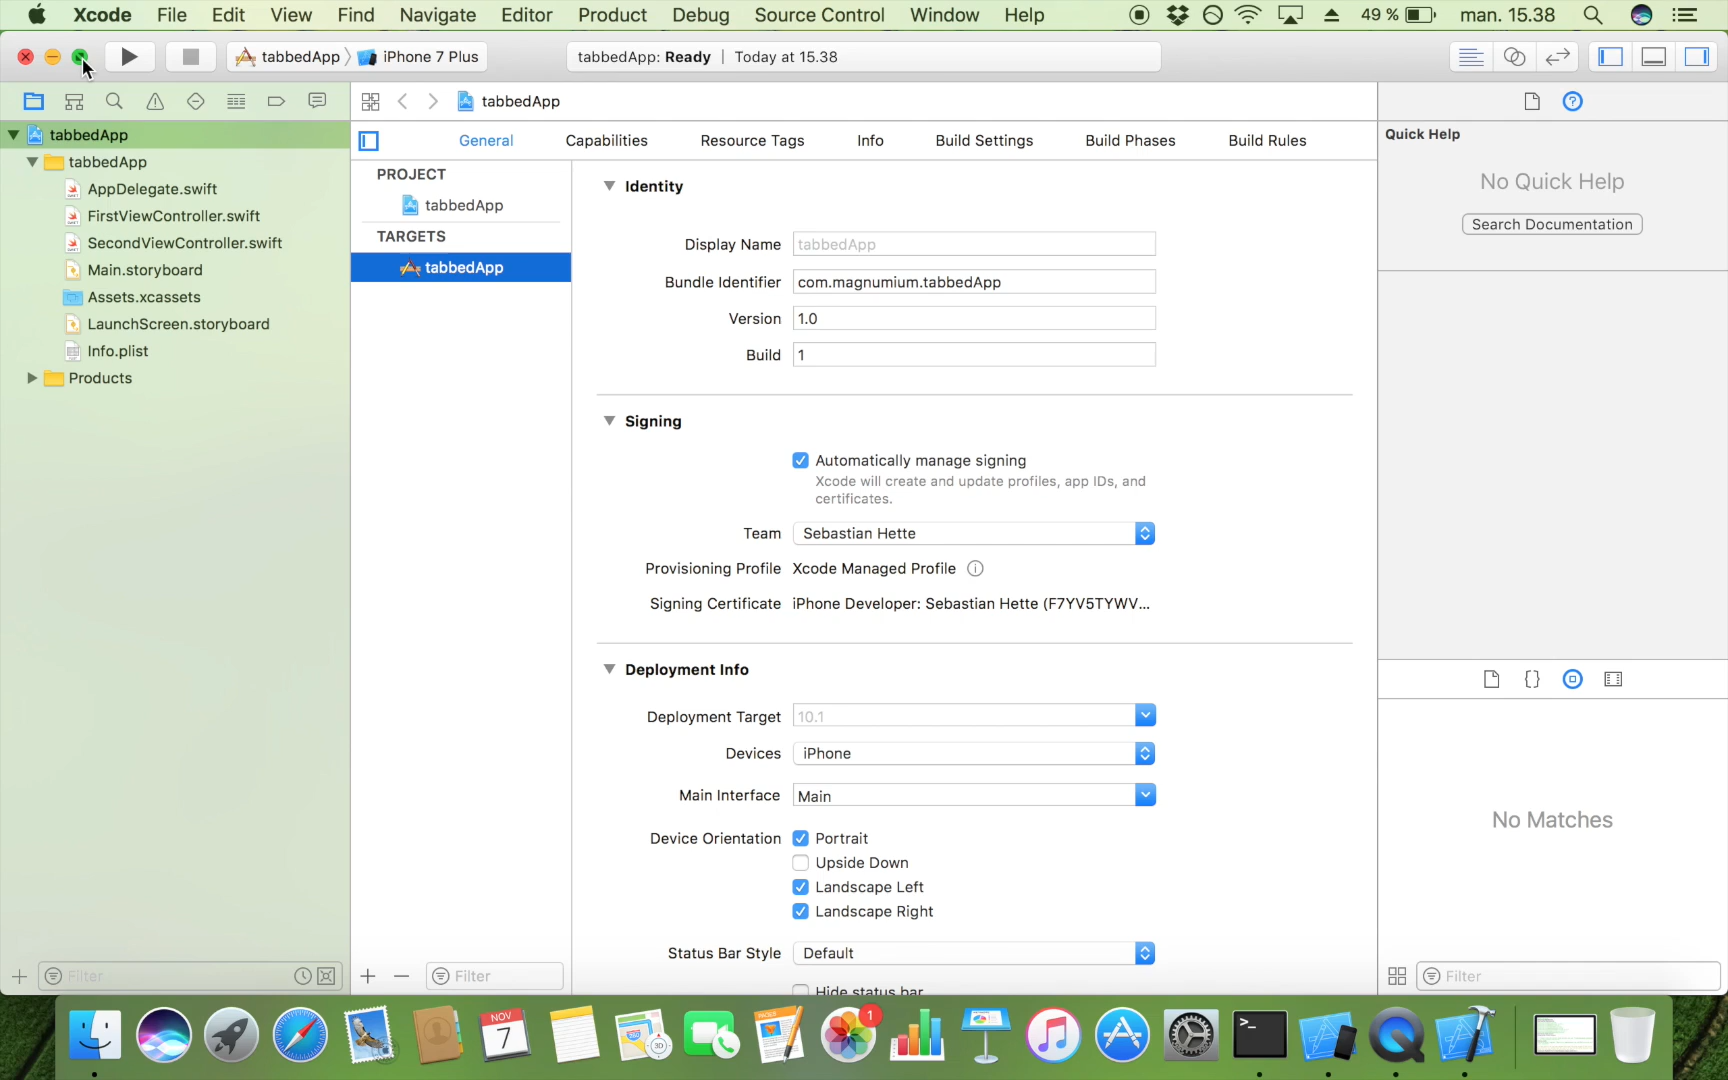 Xcode File Edit View Find Navigate Editor Product Debug Source Control Window Help 49 % man. 15.38
tabbedApp iPhone 7 Plus tabbedApp: Ready | Today at 15.38
tabbedApp
General Capabilities Resource Tags Info Build Settings Build Phases Build Rules
tabbedApp
tabbedApp
AppDelegate.swift
FirstViewController.swift
SecondViewController.swift
Main.storyboard
Assets.xcassets
LaunchScreen.storyboard
Info.plist
Products
Filter
PROJECT
tabbedApp
TARGETS
tabbedApp
Filter
Identity
Display Name tabbedApp
Bundle Identifier com.magnumium.tabbedApp
Version 1.0
Build 1
Signing
Automatically manage signing
Xcode will create and update profiles, app IDs, and
certificates.
Team Sebastian Hette
Provisioning Profile Xcode Managed Profile
Signing Certificate iPhone Developer: Sebastian Hette (F7YV5TYWV...
Deployment Info
Deployment Target 10.1
Devices iPhone
Main Interface Main
Device Orientation Portrait
Upside Down
Landscape Left
Landscape Right
Status Bar Style Default
Hide status bar
Quick Help
No Quick Help
Search Documentation
No Matches
Filter
NOV
7
3D
PAGES
1